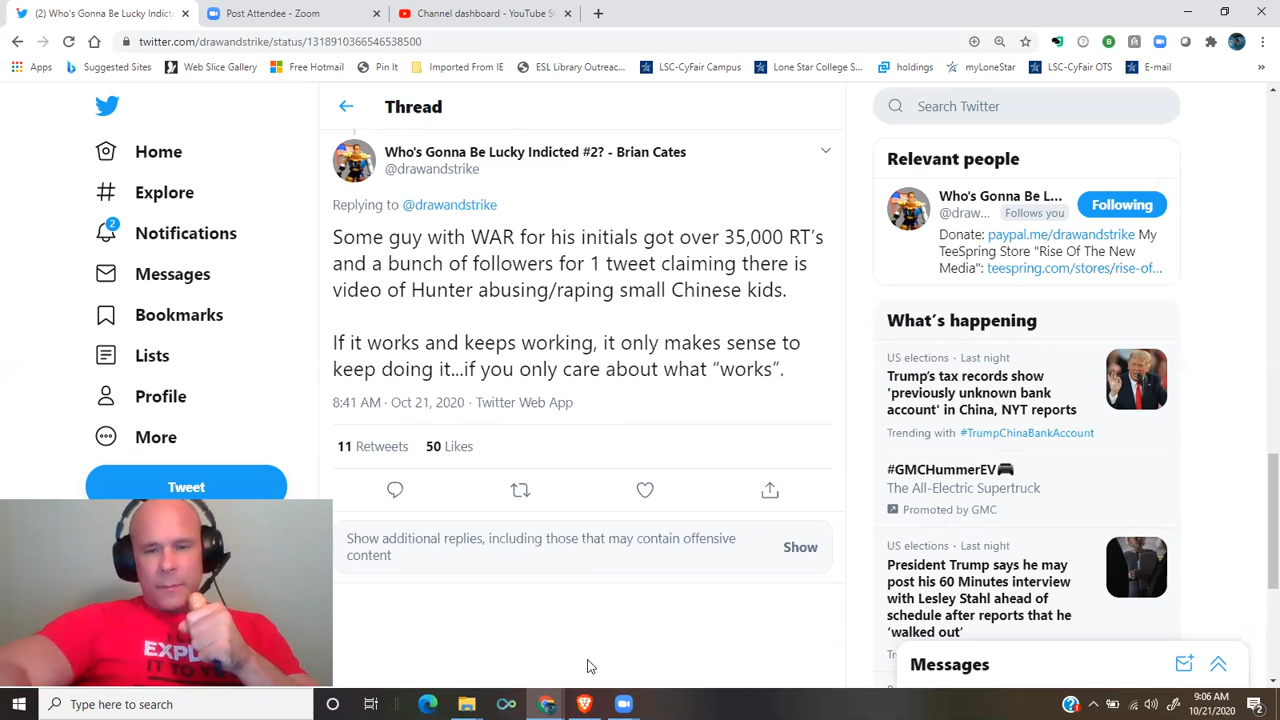 (2) Who's Gonna Be Lucky Indict
Post Attendee - Zoom
Channel dashboard - YouTube St
twitter.com/drawandstrike/status/1318910366546538500
Apps
Suggested Sites
Web Slice Gallery
Free Hotmail
Pin It
Imported From IE
ESL Library Outreac...
LSC-CyFair Campus
Lone Star College S...
holdings
myLoneStar
LSC-CyFair OTS
E-mail
»
Home
Explore
2
Notifications
Messages
Bookmarks
Lists
Profile
More
Tweet
Thread
Who's Gonna Be Lucky Indicted #2? - Brian Cates
@drawandstrike
Replying to @drawandstrike
Some guy with WAR for his initials got over 35,000 RT's
and a bunch of followers for 1 tweet claiming there is
video of Hunter abusing/raping small Chinese kids.
If it works and keeps working, it only makes sense to
keep doing it...if you only care about what “works”.
8:41 AM · Oct 21, 2020 · Twitter Web App
11 Retweets 50 Likes
Show additional replies, including those that may contain offensive
content
Show
Search Twitter
Relevant people
Who's Gonna Be L...
@draw... Follows you
Following
Donate: paypal.me/drawandstrike My
TeeSpring Store "Rise Of The New
Media": teespring.com/stores/rise-of...
What's happening
US elections · Last night
Trump's tax records show
'previously unknown bank
account' in China, NYT reports
Trending with #TrumpChinaBankAccount
#GMCHummerEV
The All-Electric Supertruck
Promoted by GMC
US elections · Last night
President Trump says he may
post his 60 Minutes interview
with Lesley Stahl ahead of
schedule after reports that he
'walked out'
Messages
EXPL
IT TO Y
Type here to search
9:06 AM
10/21/2020